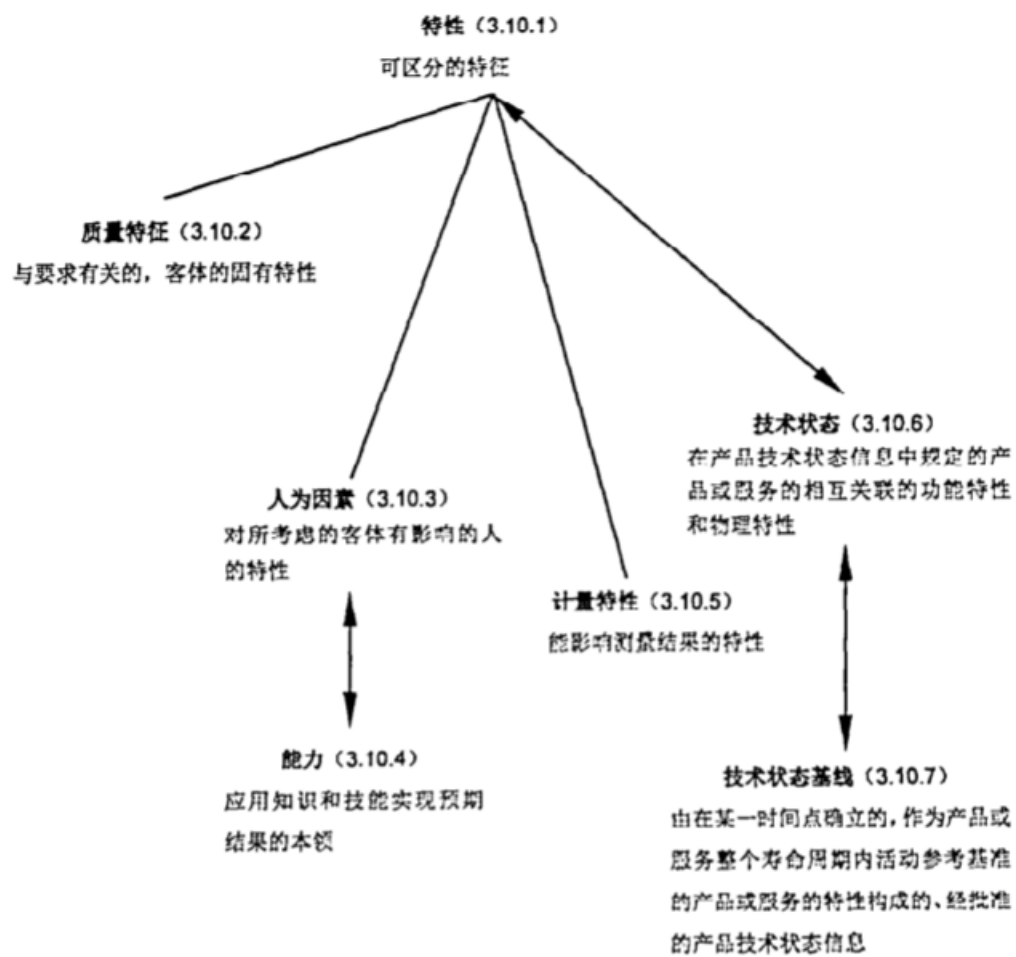 特性（3.10.1）
可区分的特征
质量特征（3.10.2）
与要求有关的，客体的固有特性
技术状态（3.10.6）
在产品技术状态信息中规定的产
品或服务的相互关联的功能特性
和物理特性
人为因素（3.10.3）
对所考虑的客体有影响的人
的特性
计量特性（3.10.5）
能影响测量结果的特性
能力（3.10.4）
应用知识和技能实现预期
结果的本领
技术状态基线（3.10.7）
由在某一时间点确立的，作为产品或
服务整个寿命周期内活动参考基准
的产品或服务的特性构成的、经批准
的产品技术状态信息